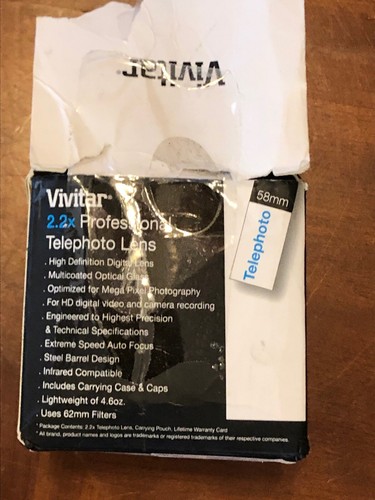 Vivitar®
Vivitar®
2.2x Professional
Telephoto Lens
58mm
Telephoto
. High Definition Digital Lens
. Multicoated Optical Glass
. Optimized for Mega Pixel Photography
. For HD digital video and camera recording
. Engineered to Highest Precision
& Technical Specifications
. Extreme Speed Auto Focus
. Steel Barrel Design
. Infrared Compatible
. Includes Carrying Case & Caps
. Lightweight of 4.6oz.
. Uses 62mm Filters
* Package Contents: 2.2x Telephoto Lens, Carrying Pouch, Lifetime Warranty Card
* All brand, product names and logos are trademarks or registered trademarks of their respective companies.